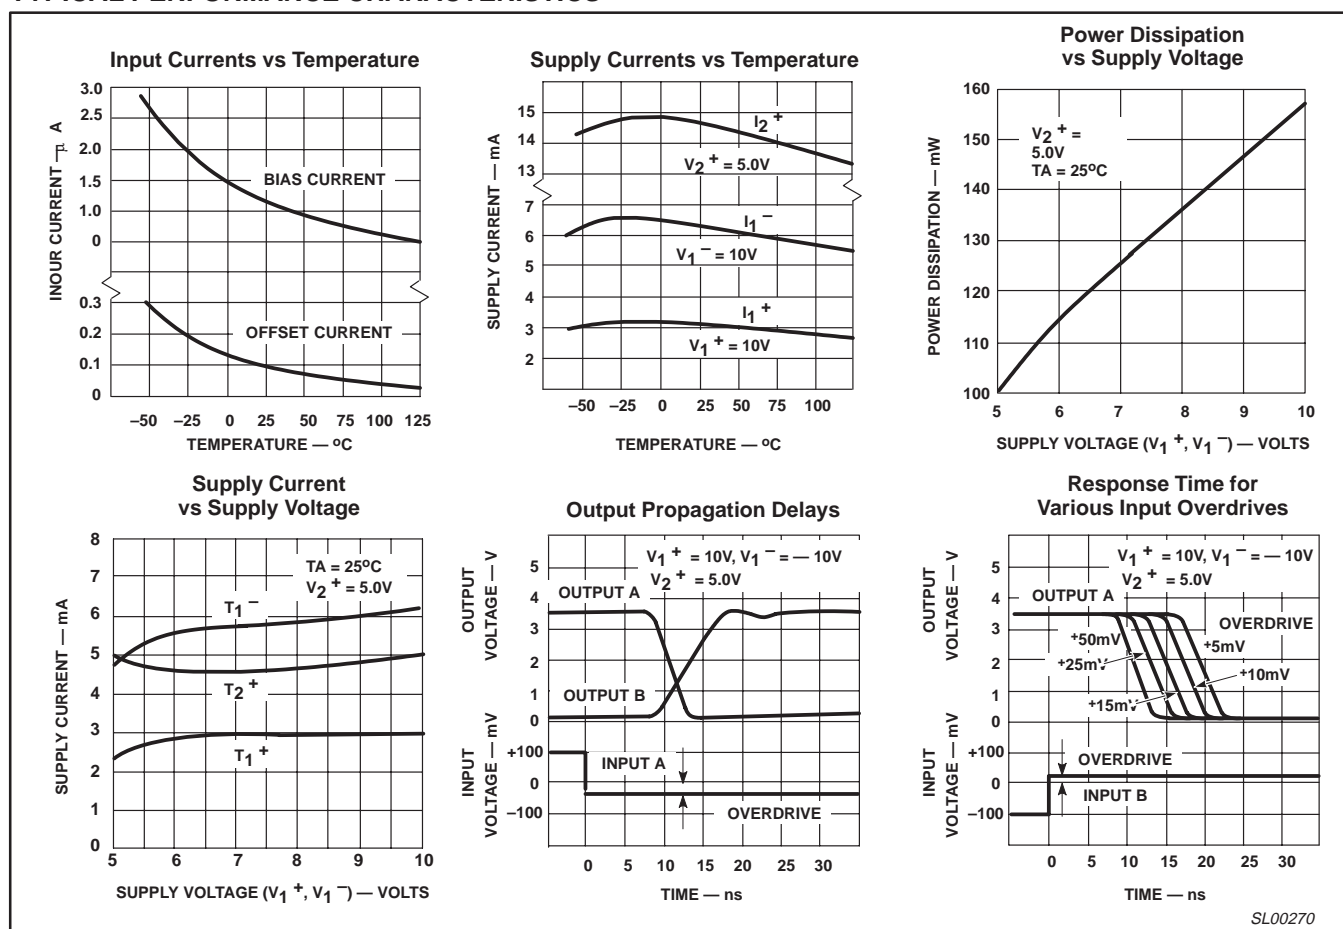 Input Currents vs Temperature
INOUR CURRENT —μ A
3.0
2.5
2.0
1.5
1.0
0
0.3
0.2
0.1
0
BIAS CURRENT
OFFSET CURRENT
–50 –25 0 25 50 75 100 125
TEMPERATURE — ºC
Supply Currents vs Temperature
SUPPLY CURRENT — mA
15
14
13
7
6
5
4
3
2
I2 +
V2 + = 5.0V
I1 –
V1 – = 10V
I1 +
V1 + = 10V
–50 –25 0 25 50 75 100
TEMPERATURE — ºC
Power Dissipation
vs Supply Voltage
POWER DISSIPATION — mW
160
150
140
130
120
110
100
V2 + =
5.0V
TA = 25ºC
5 6 7 8 9 10
SUPPLY VOLTAGE (V1 +, V1 –) — VOLTS
Supply Current
vs Supply Voltage
SUPPLY CURRENT — mA
8
7
6
5
4
3
2
1
0
TA = 25ºC
V2 + = 5.0V
T1 –
T2 +
T1 +
5 6 7 8 9 10
SUPPLY VOLTAGE (V1 +, V1 –) — VOLTS
Output Propagation Delays
OUTPUT
VOLTAGE — V
5
4
3
2
1
0
V1 + = 10V, V1 – = — 10V
V2 + = 5.0V
OUTPUT A
OUTPUT B
INPUT
VOLTAGE — mV
+100
0
–100
INPUT A
OVERDRIVE
0 5 10 15 20 25 30
TIME — ns
Response Time for
Various Input Overdrives
OUTPUT
VOLTAGE — V
5
4
3
2
1
0
V1 + = 10V, V1 – = — 10V
V2 + = 5.0V
OUTPUT A
OVERDRIVE
+50mV
+5mV
+25mV
+10mV
+15mV
INPUT
VOLTAGE — mV
+100
0
–100
OVERDRIVE
INPUT B
0 5 10 15 20 25 30
TIME — ns
SL00270